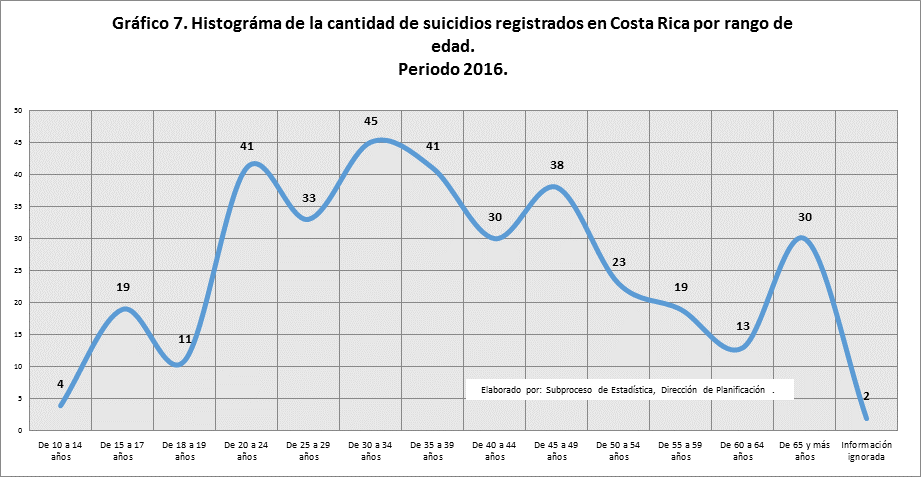 Gráfico 7. Histográma de la cantidad de suicidios registrados en Costa Rica por rango de
edad.
Periodo 2016.
50
45
40
35
30
25
20
15
10
5
0
4
19
11
41
33
45
41
30
38
23
19
13
30
2
Elaborado por: Subproceso de Estadística, Dirección de Planificación .
De 10 a 14
años
De 15 a 17
años
De 18 a 19
años
De 20 a 24
años
De 25 a 29
años
De 30 a 34
años
De 35 a 39
años
De 40 a 44
años
De 45 a 49
años
De 50 a 54
años
De 55 a 59
años
De 60 a 64
años
De 65 y más
años
Información
ignorada